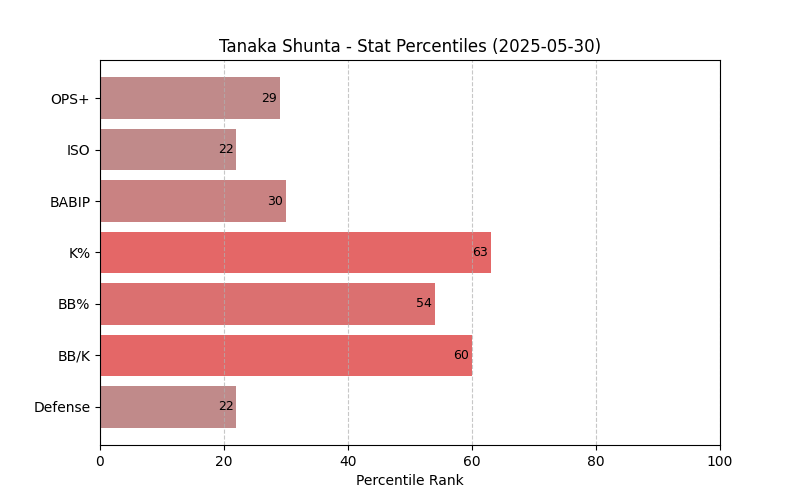 Tanaka Shunta - Stat Percentiles (2025-05-30)
OPS+ 29
ISO 22
BABIP 30
K% 63
BB% 54
BB/K 60
Defense 22
0 20 40 60 80 100
Percentile Rank